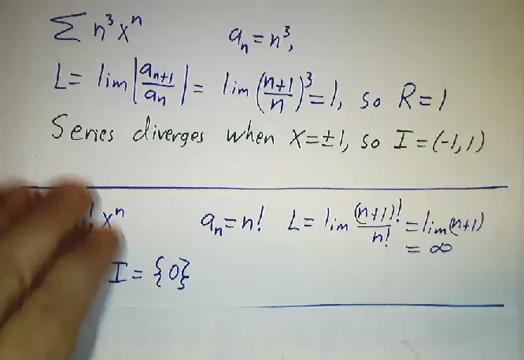 ∑ n³xⁿ   aₙ = n³,
L = lim |aₙ₊₁/aₙ| = lim (n+1/n)³ = 1, so R = 1
Series diverges when x = ±1, so I = (-1, 1)
! xⁿ   aₙ = n!   L = lim (n+1)!/n! = lim (n+1)
= ∞
I = {0}